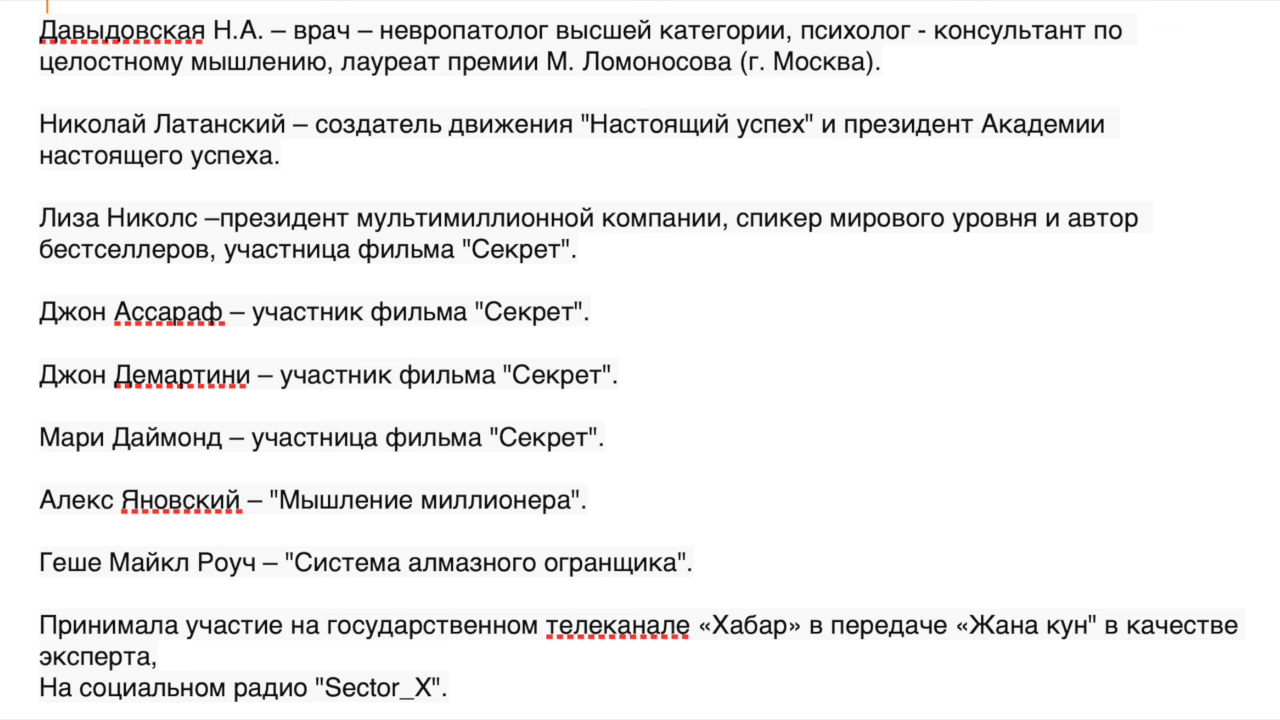 Давыдовская Н.А. – врач – невропатолог высшей категории, психолог - консультант по
целостному мышлению, лауреат премии М. Ломоносова (г. Москва).
Николай Латанский – создатель движения "Настоящий успех" и президент Академии
настоящего успеха.
Лиза Николс –президент мультимиллионной компании, спикер мирового уровня и автор
бестселлеров, участница фильма "Секрет".
Джон Ассараф – участник фильма "Секрет".
Джон Демартини – участник фильма "Секрет".
Мари Даймонд – участница фильма "Секрет".
Алекс Яновский – "Мышление миллионера".
Геше Майкл Роуч – "Система алмазного огранщика".
Принимала участие на государственном телеканале «Хабар» в передаче «Жана кун" в качестве
эксперта,
На социальном радио "Sector_X".